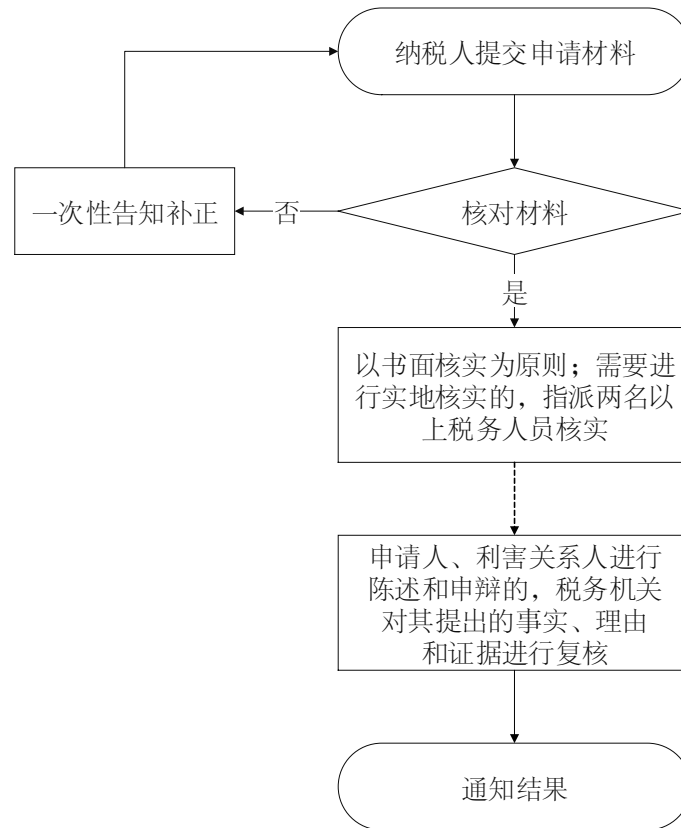 纳税人提交申请材料
核对材料
否
一次性告知补正
是
以书面核实为原则；需要进
行实地核实的，指派两名以
上税务人员核实
申请人、利害关系人进行
陈述和申辩的，税务机关
对其提出的事实、理由
和证据进行复核
通知结果